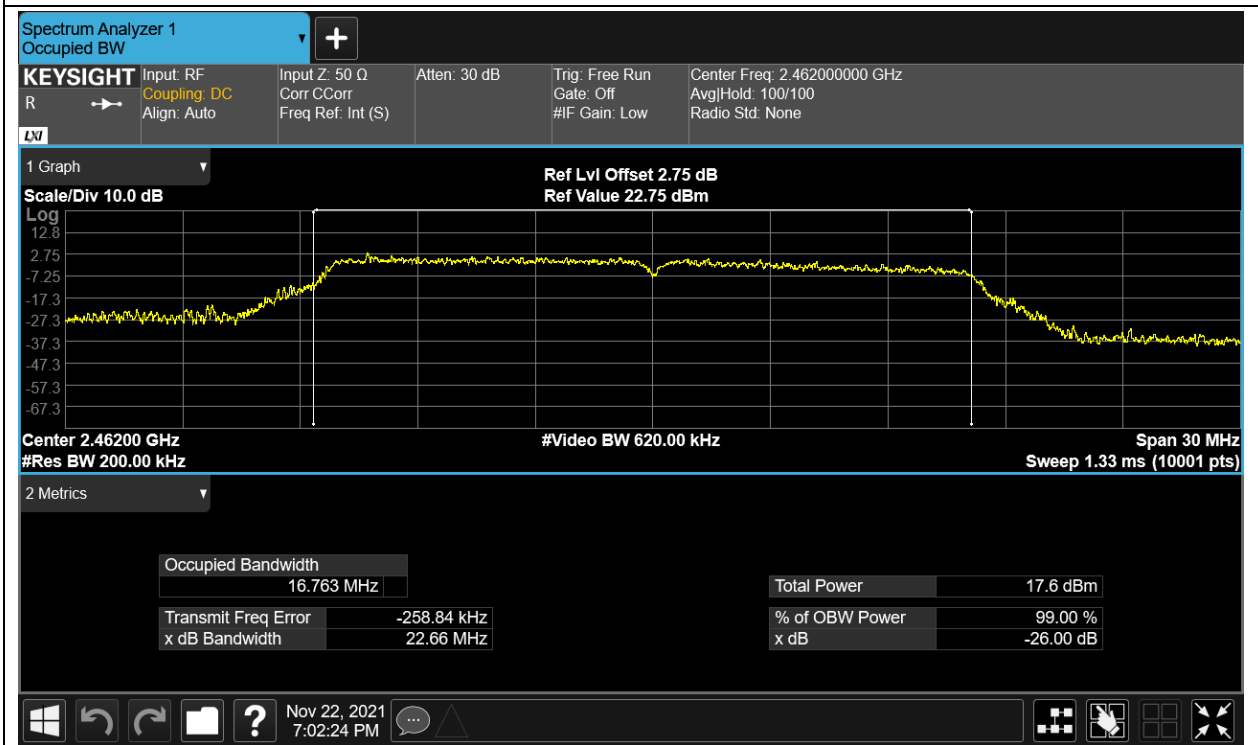 Spectrum Analyzer 1
Occupied BW
KEYSIGHT
R
LXI
Input: RF
Coupling: DC
Align: Auto
Input Z: 50 Ω
Corr CCorr
Freq Ref: Int (S)
Atten: 30 dB
Trig: Free Run
Gate: Off
#IF Gain: Low
Center Freq: 2.462000000 GHz
Avg|Hold: 100/100
Radio Std: None
1 Graph
Scale/Div 10.0 dB
Ref Lvl Offset 2.75 dB
Ref Value 22.75 dBm
Log
12.8
2.75
-7.25
-17.3
-27.3
-37.3
-47.3
-57.3
-67.3
Center 2.46200 GHz
#Video BW 620.00 kHz
Span 30 MHz
#Res BW 200.00 kHz
Sweep 1.33 ms (10001 pts)
2 Metrics
Occupied Bandwidth
16.763 MHz
Total Power 17.6 dBm
Transmit Freq Error -258.84 kHz
% of OBW Power 99.00 %
x dB Bandwidth 22.66 MHz
x dB -26.00 dB
?
Nov 22, 2021
7:02:24 PM